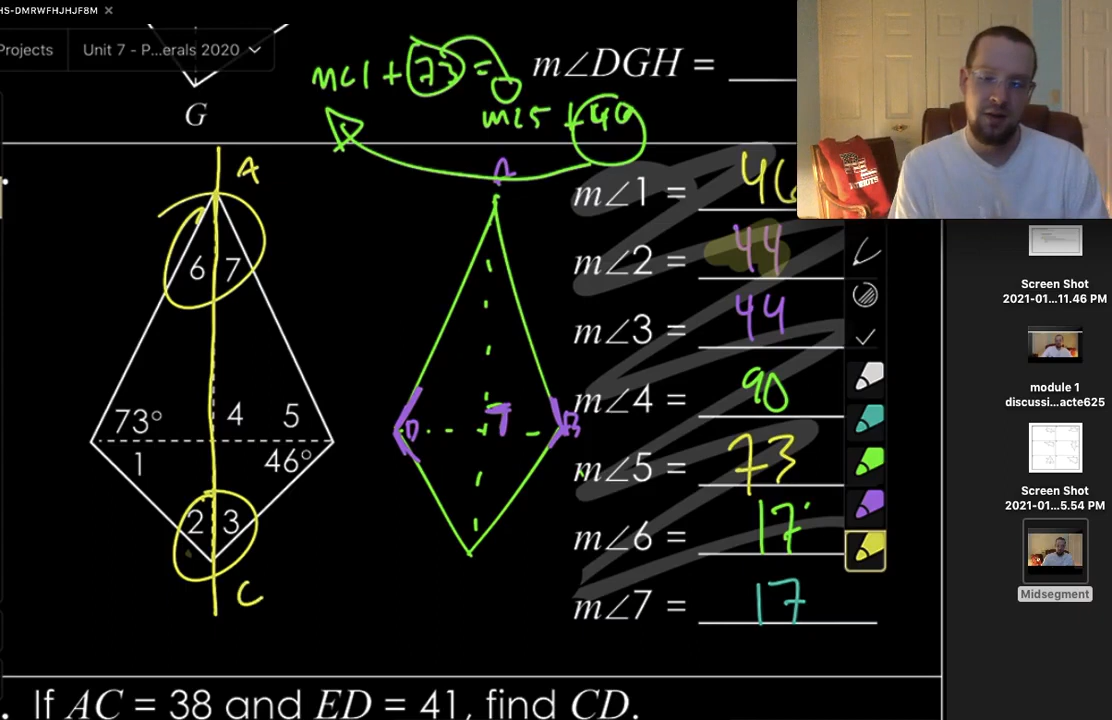 HS-DMRWFHJHJF8M ×
Projects
Unit 7 - P...erals 2020
m∠1 + 73 =
m∠5 +
m∠DGH =
G
A
6 7
73° 4 5
1 46°
2 3
C
A
D T B
m∠1 = 46
m∠2 = 44
m∠3 = 44
m∠4 = 90
m∠5 = 73
m∠6 = 17
m∠7 = 17
. If AC = 38 and ED = 41, find CD.
PATRIOTS
Screen Shot
2021-01...11.46 PM
module 1
discussi...acte625
Screen Shot
2021-01...5.54 PM
Midsegment